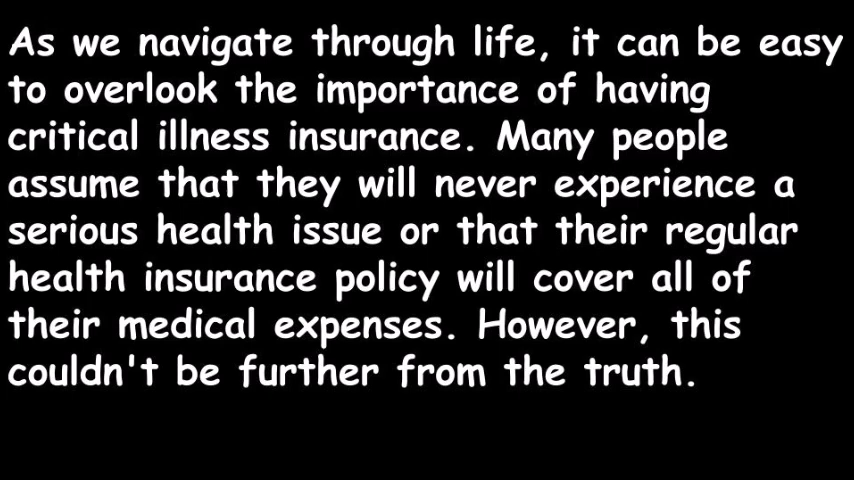 As we navigate through life, it can be easy
to overlook the importance of having
critical illness insurance. Many people
assume that they will never experience a
serious health issue or that their regular
health insurance policy will cover all of
their medical expenses. However, this
couldn't be further from the truth.